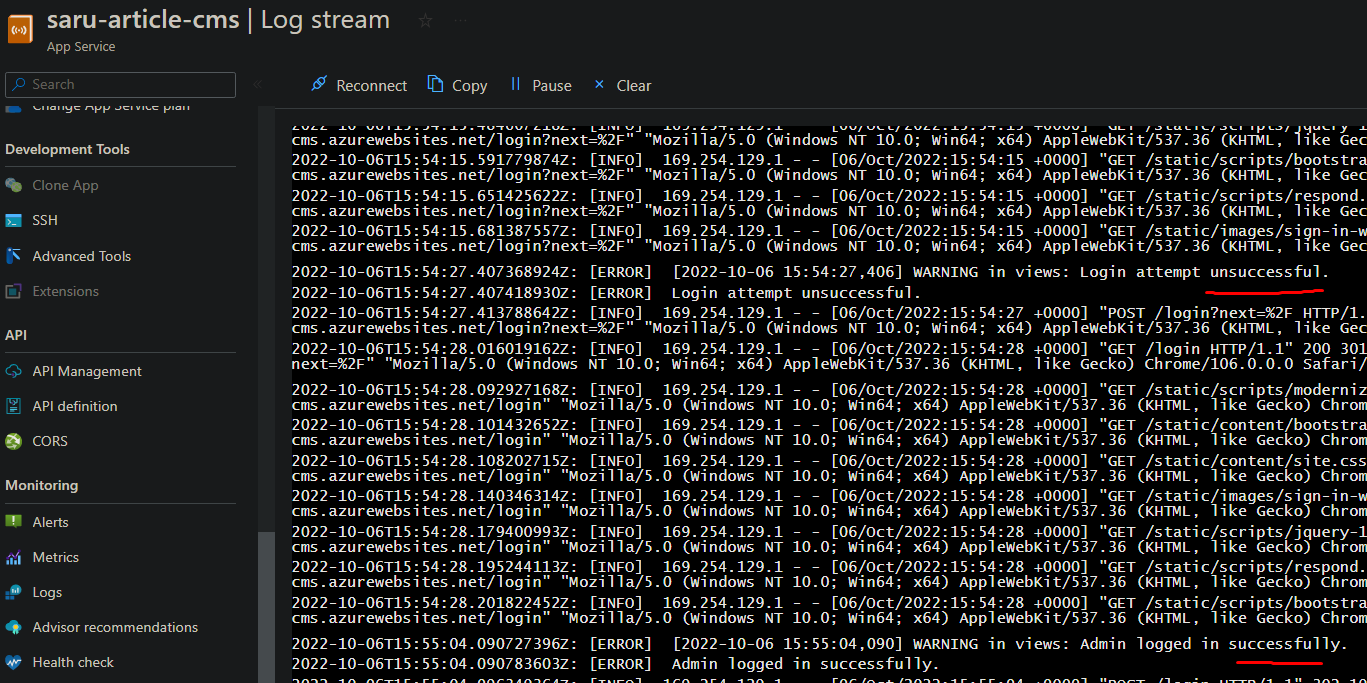 saru-article-cms | Log stream
App Service
Search
Reconnect
Copy
Pause
Clear
Change App Service plan
Development Tools
Clone App
SSH
Advanced Tools
Extensions
API
API Management
API definition
CORS
Monitoring
Alerts
Metrics
Logs
Advisor recommendations
Health check
[INFO] 169.254.129.1 - - [06/Oct/2022:15:54:15 +0000] "GET /static/scripts/jquery-1
cms.azurewebsites.net/login?next=%2F" "Mozilla/5.0 (Windows NT 10.0; Win64; x64) AppleWebKit/537.36 (KHTML, like Gec
2022-10-06T15:54:15.591779874Z: [INFO] 169.254.129.1 - - [06/Oct/2022:15:54:15 +0000] "GET /static/scripts/bootstra
cms.azurewebsites.net/login?next=%2F" "Mozilla/5.0 (Windows NT 10.0; Win64; x64) AppleWebKit/537.36 (KHTML, like Gec
2022-10-06T15:54:15.651425622Z: [INFO] 169.254.129.1 - - [06/Oct/2022:15:54:15 +0000] "GET /static/scripts/respond.
cms.azurewebsites.net/login?next=%2F" "Mozilla/5.0 (Windows NT 10.0; Win64; x64) AppleWebKit/537.36 (KHTML, like Gec
2022-10-06T15:54:15.681387557Z: [INFO] 169.254.129.1 - - [06/Oct/2022:15:54:15 +0000] "GET /static/images/sign-in-w
cms.azurewebsites.net/login?next=%2F" "Mozilla/5.0 (Windows NT 10.0; Win64; x64) AppleWebKit/537.36 (KHTML, like Gec
2022-10-06T15:54:27.407368924Z: [ERROR] [2022-10-06 15:54:27,406] WARNING in views: Login attempt unsuccessful.
2022-10-06T15:54:27.407418930Z: [ERROR] Login attempt unsuccessful.
2022-10-06T15:54:27.413788642Z: [INFO] 169.254.129.1 - - [06/Oct/2022:15:54:27 +0000] "POST /login?next=%2F HTTP/1.
cms.azurewebsites.net/login?next=%2F" "Mozilla/5.0 (Windows NT 10.0; Win64; x64) AppleWebKit/537.36 (KHTML, like Gec
2022-10-06T15:54:28.016019162Z: [INFO] 169.254.129.1 - - [06/Oct/2022:15:54:28 +0000] "GET /login HTTP/1.1" 200 301
next=%2F" "Mozilla/5.0 (Windows NT 10.0; Win64; x64) AppleWebKit/537.36 (KHTML, like Gecko) Chrome/106.0.0.0 Safari/
2022-10-06T15:54:28.092927168Z: [INFO] 169.254.129.1 - - [06/Oct/2022:15:54:28 +0000] "GET /static/scripts/moderniz
cms.azurewebsites.net/login" "Mozilla/5.0 (Windows NT 10.0; Win64; x64) AppleWebKit/537.36 (KHTML, like Gecko) Chrom
2022-10-06T15:54:28.101432652Z: [INFO] 169.254.129.1 - - [06/Oct/2022:15:54:28 +0000] "GET /static/content/bootstra
cms.azurewebsites.net/login" "Mozilla/5.0 (Windows NT 10.0; Win64; x64) AppleWebKit/537.36 (KHTML, like Gecko) Chrom
2022-10-06T15:54:28.108202715Z: [INFO] 169.254.129.1 - - [06/Oct/2022:15:54:28 +0000] "GET /static/content/site.css
cms.azurewebsites.net/login" "Mozilla/5.0 (Windows NT 10.0; Win64; x64) AppleWebKit/537.36 (KHTML, like Gecko) Chrom
2022-10-06T15:54:28.140346314Z: [INFO] 169.254.129.1 - - [06/Oct/2022:15:54:28 +0000] "GET /static/images/sign-in-w
cms.azurewebsites.net/login" "Mozilla/5.0 (Windows NT 10.0; Win64; x64) AppleWebKit/537.36 (KHTML, like Gecko) Chrom
2022-10-06T15:54:28.179400993Z: [INFO] 169.254.129.1 - - [06/Oct/2022:15:54:28 +0000] "GET /static/scripts/jquery-1
cms.azurewebsites.net/login" "Mozilla/5.0 (Windows NT 10.0; Win64; x64) AppleWebKit/537.36 (KHTML, like Gecko) Chrom
2022-10-06T15:54:28.195244113Z: [INFO] 169.254.129.1 - - [06/Oct/2022:15:54:28 +0000] "GET /static/scripts/respond.
cms.azurewebsites.net/login" "Mozilla/5.0 (Windows NT 10.0; Win64; x64) AppleWebKit/537.36 (KHTML, like Gecko) Chrom
2022-10-06T15:54:28.201822452Z: [INFO] 169.254.129.1 - - [06/Oct/2022:15:54:28 +0000] "GET /static/scripts/bootstra
cms.azurewebsites.net/login" "Mozilla/5.0 (Windows NT 10.0; Win64; x64) AppleWebKit/537.36 (KHTML, like Gecko) Chrom
2022-10-06T15:55:04.090727396Z: [ERROR] [2022-10-06 15:55:04,090] WARNING in views: Admin logged in successfully.
2022-10-06T15:55:04.090783603Z: [ERROR] Admin logged in successfully.